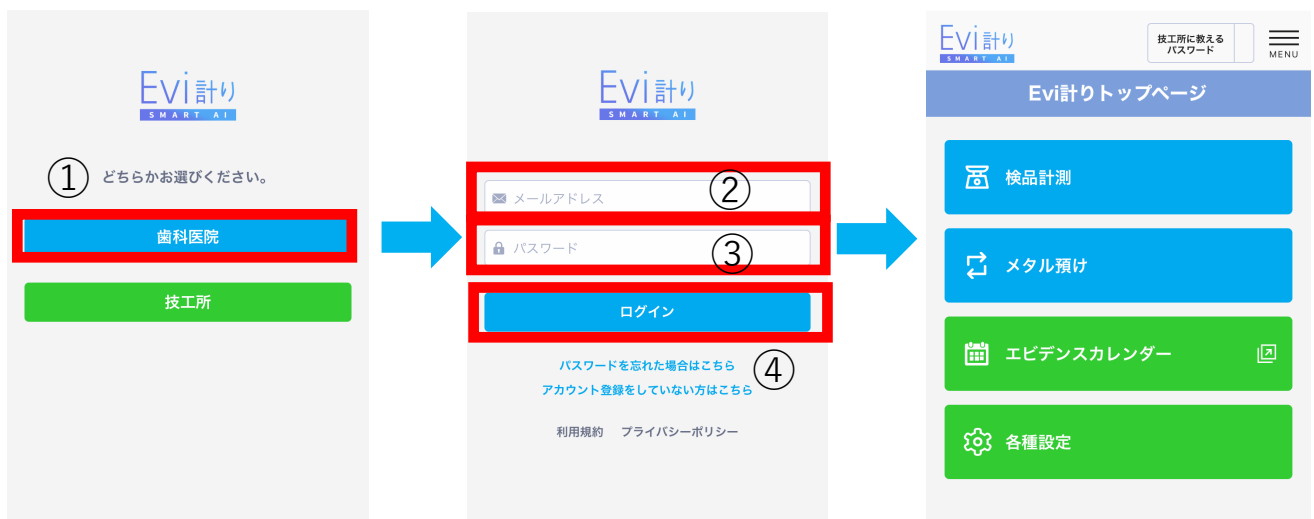 Evi計り
SMART AI
① どちらかお選びください。
歯科医院
技工所
Evi計り
SMART AI
メールアドレス ②
パスワード ③
ログイン
パスワードを忘れた場合はこちら ④
アカウント登録をしていない方はこちら
利用規約 プライバシーポリシー
Evi計り
SMART AI
技工所に教える
パスワード
MENU
Evi計りトップページ
検品計測
メタル預け
エビデンスカレンダー
各種設定